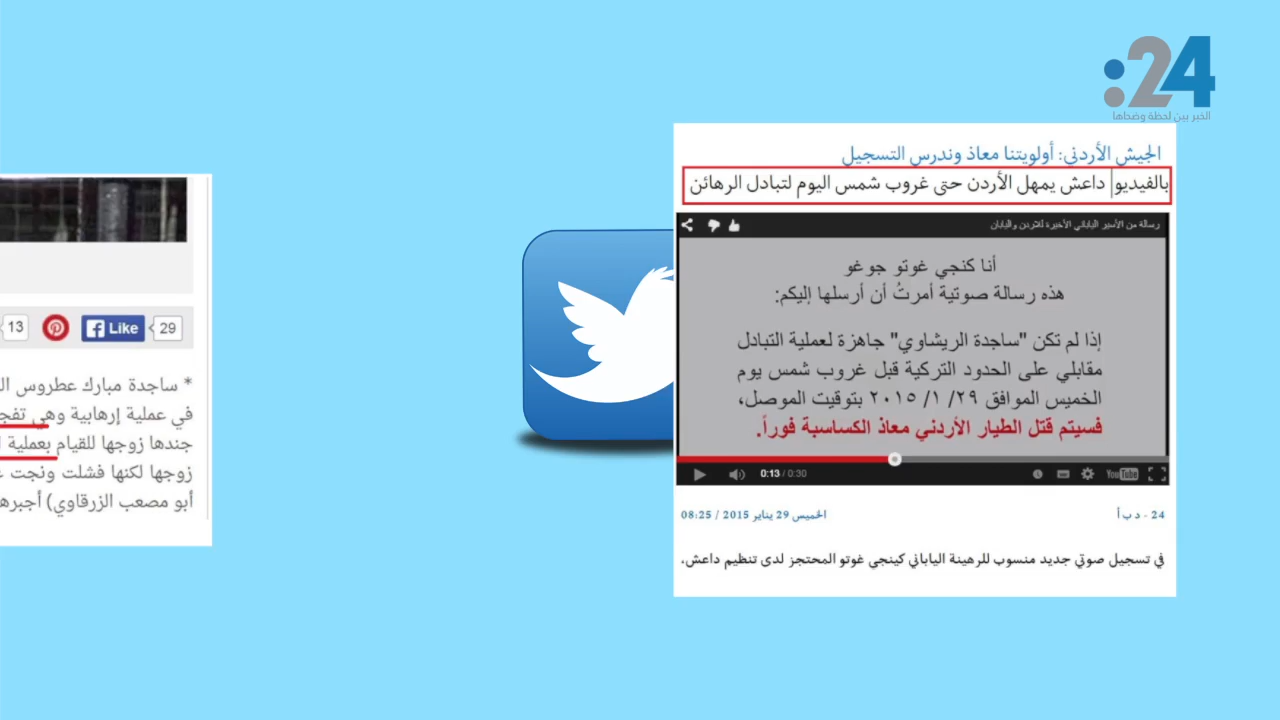 :24
الخبر بين لحظة وضحاها
الجيش الأردني: أولويتنا معاذ وندرس التسجيل
بالفيديو| داعش يمهل الأردن حتى غروب شمس اليوم لتبادل الرهائن
رسالة من الأسير الياباني الأخيرة للاردن واليابان
أنا كنجي غوتو جوغو
هذه رسالة صوتية أمرتُ أن أرسلها إليكم:
إذا لم تكن "ساجدة الريشاوي" جاهزة لعملية التبادل
مقابلي على الحدود التركية قبل غروب شمس يوم
الخميس الموافق ٢٩/ ١/ ٢٠١٥ بتوقيت الموصل،
فسيتم قتل الطيار الأردني معاذ الكساسبة فوراً.
0:13 / 0:30
YouTube
24 - د ب أ
الخميس 29 يناير 2015 / 08:25
في تسجيل صوتي جديد منسوب للرهينة الياباني كينجي غوتو المحتجز لدى تنظيم داعش،
13
Like
29
* ساجدة مبارك عطروس
في عملية إرهابية وهي
جندها زوجها للقيام بعملية
زوجها لكنها فشلت ونجت
أبو مصعب الزرقاوي)